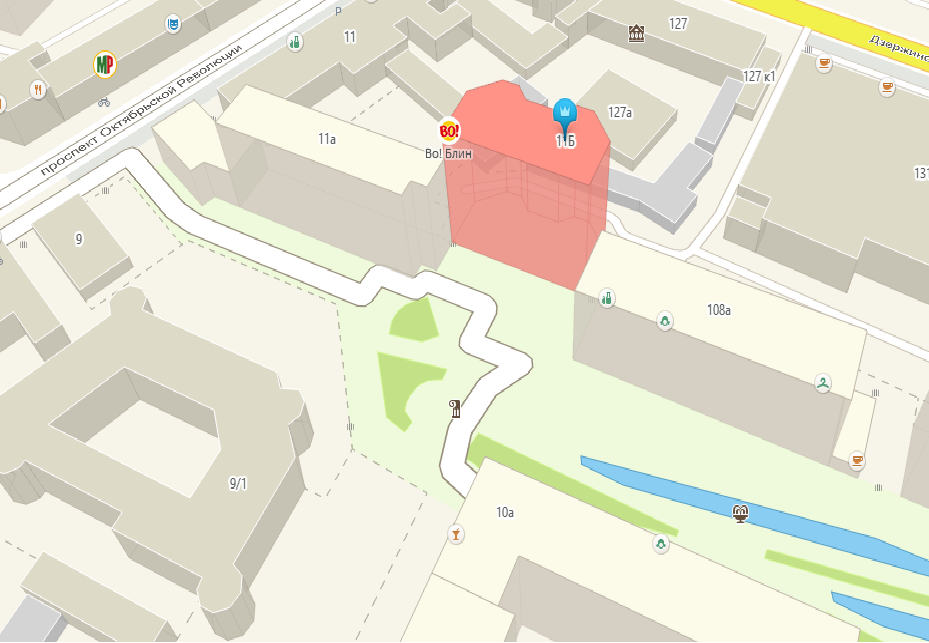 P
127
11
Дзержинс
МР
127 к1
проспект Октябрьской Революции
127а
11а
ВО!
11Б
Во! Блин
131
9
108а
9/1
10а